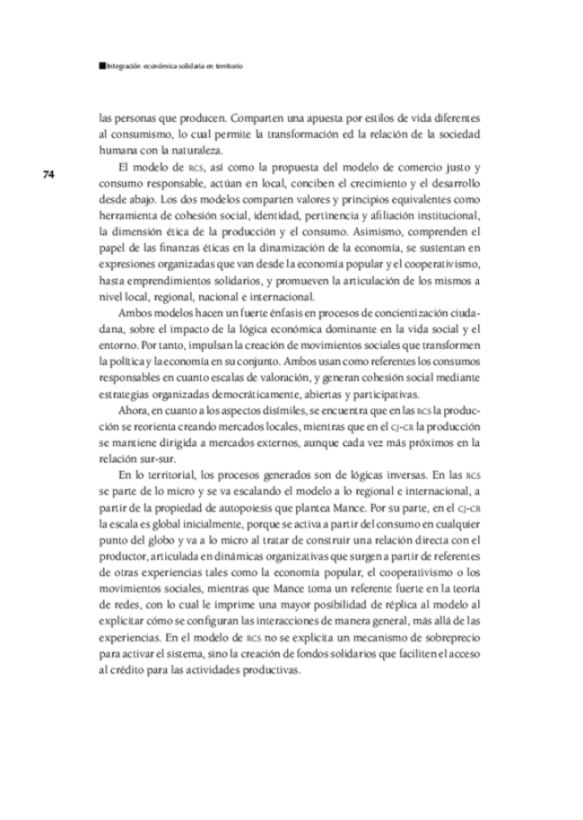 Integración económica solidaria en territorio
las personas que producen. Comparten una apuesta por estilos de vida diferentes
al consumismo, lo cual permite la transformación ed la relación de la sociedad
humana con la naturaleza.
74
El modelo de RCS, así como la propuesta del modelo de comercio justo y
consumo responsable, actúan en local, conciben el crecimiento y el desarrollo
desde abajo. Los dos modelos comparten valores y principios equivalentes como
herramienta de cohesión social, identidad, pertinencia y afiliación institucional,
la dimensión ética de la producción y el consumo. Asimismo, comprenden el
papel de las finanzas éticas en la dinamización de la economía, se sustentan en
expresiones organizadas que van desde la economía popular y el cooperativismo,
hasta emprendimientos solidarios, y promueven la articulación de los mismos a
nivel local, regional, nacional e internacional.
Ambos modelos hacen un fuerte énfasis en procesos de concientización ciuda-
dana, sobre el impacto de la lógica económica dominante en la vida social y el
entorno. Por tanto, impulsan la creación de movimientos sociales que transformen
la política y la economía en su conjunto. Ambos usan como referentes los consumos
responsables en cuanto escalas de valoración, y generan cohesión social mediante
estrategias organizadas democráticamente, abiertas y participativas.
Ahora, en cuanto a los aspectos disímiles, se encuentra que en las RCS la produc-
ción se reorienta creando mercados locales, mientras que en el CJ-CR la producción
se mantiene dirigida a mercados externos, aunque cada vez más próximos en la
relación sur-sur.
En lo territorial, los procesos generados son de lógicas inversas. En las RCS
se parte de lo micro y se va escalando el modelo a lo regional e internacional, a
partir de la propiedad de autopoiesis que plantea Mance. Por su parte, en el CJ-CR
la escala es global inicialmente, porque se activa a partir del consumo en cualquier
punto del globo y va a lo micro al tratar de construir una relación directa con el
productor, articulada en dinámicas organizativas que surgen a partir de referentes
de otras experiencias tales como la economía popular, el cooperativismo o los
movimientos sociales, mientras que Mance toma un referente fuerte en la teoría
de redes, con lo cual le imprime una mayor posibilidad de réplica al modelo al
explicitar cómo se configuran las interacciones de manera general, más allá de las
experiencias. En el modelo de RCS no se explicita un mecanismo de sobreprecio
para activar el sistema, sino la creación de fondos solidarios que faciliten el acceso
al crédito para las actividades productivas.